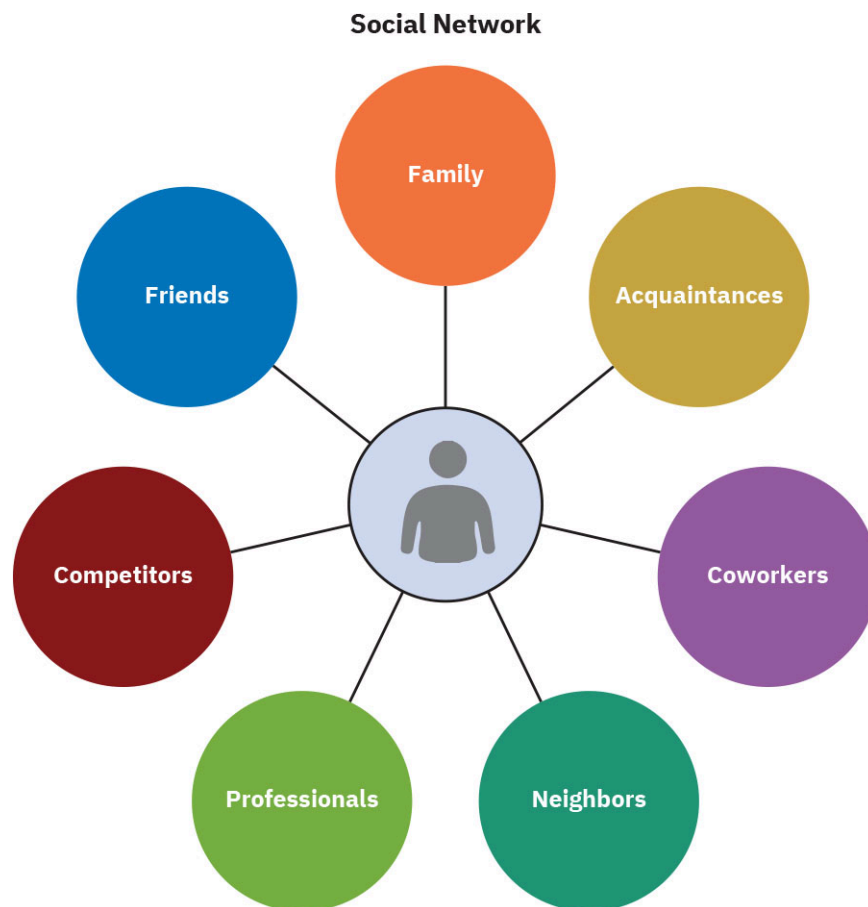 Social Network
Family
Friends
Acquaintances
Competitors
Coworkers
Professionals
Neighbors